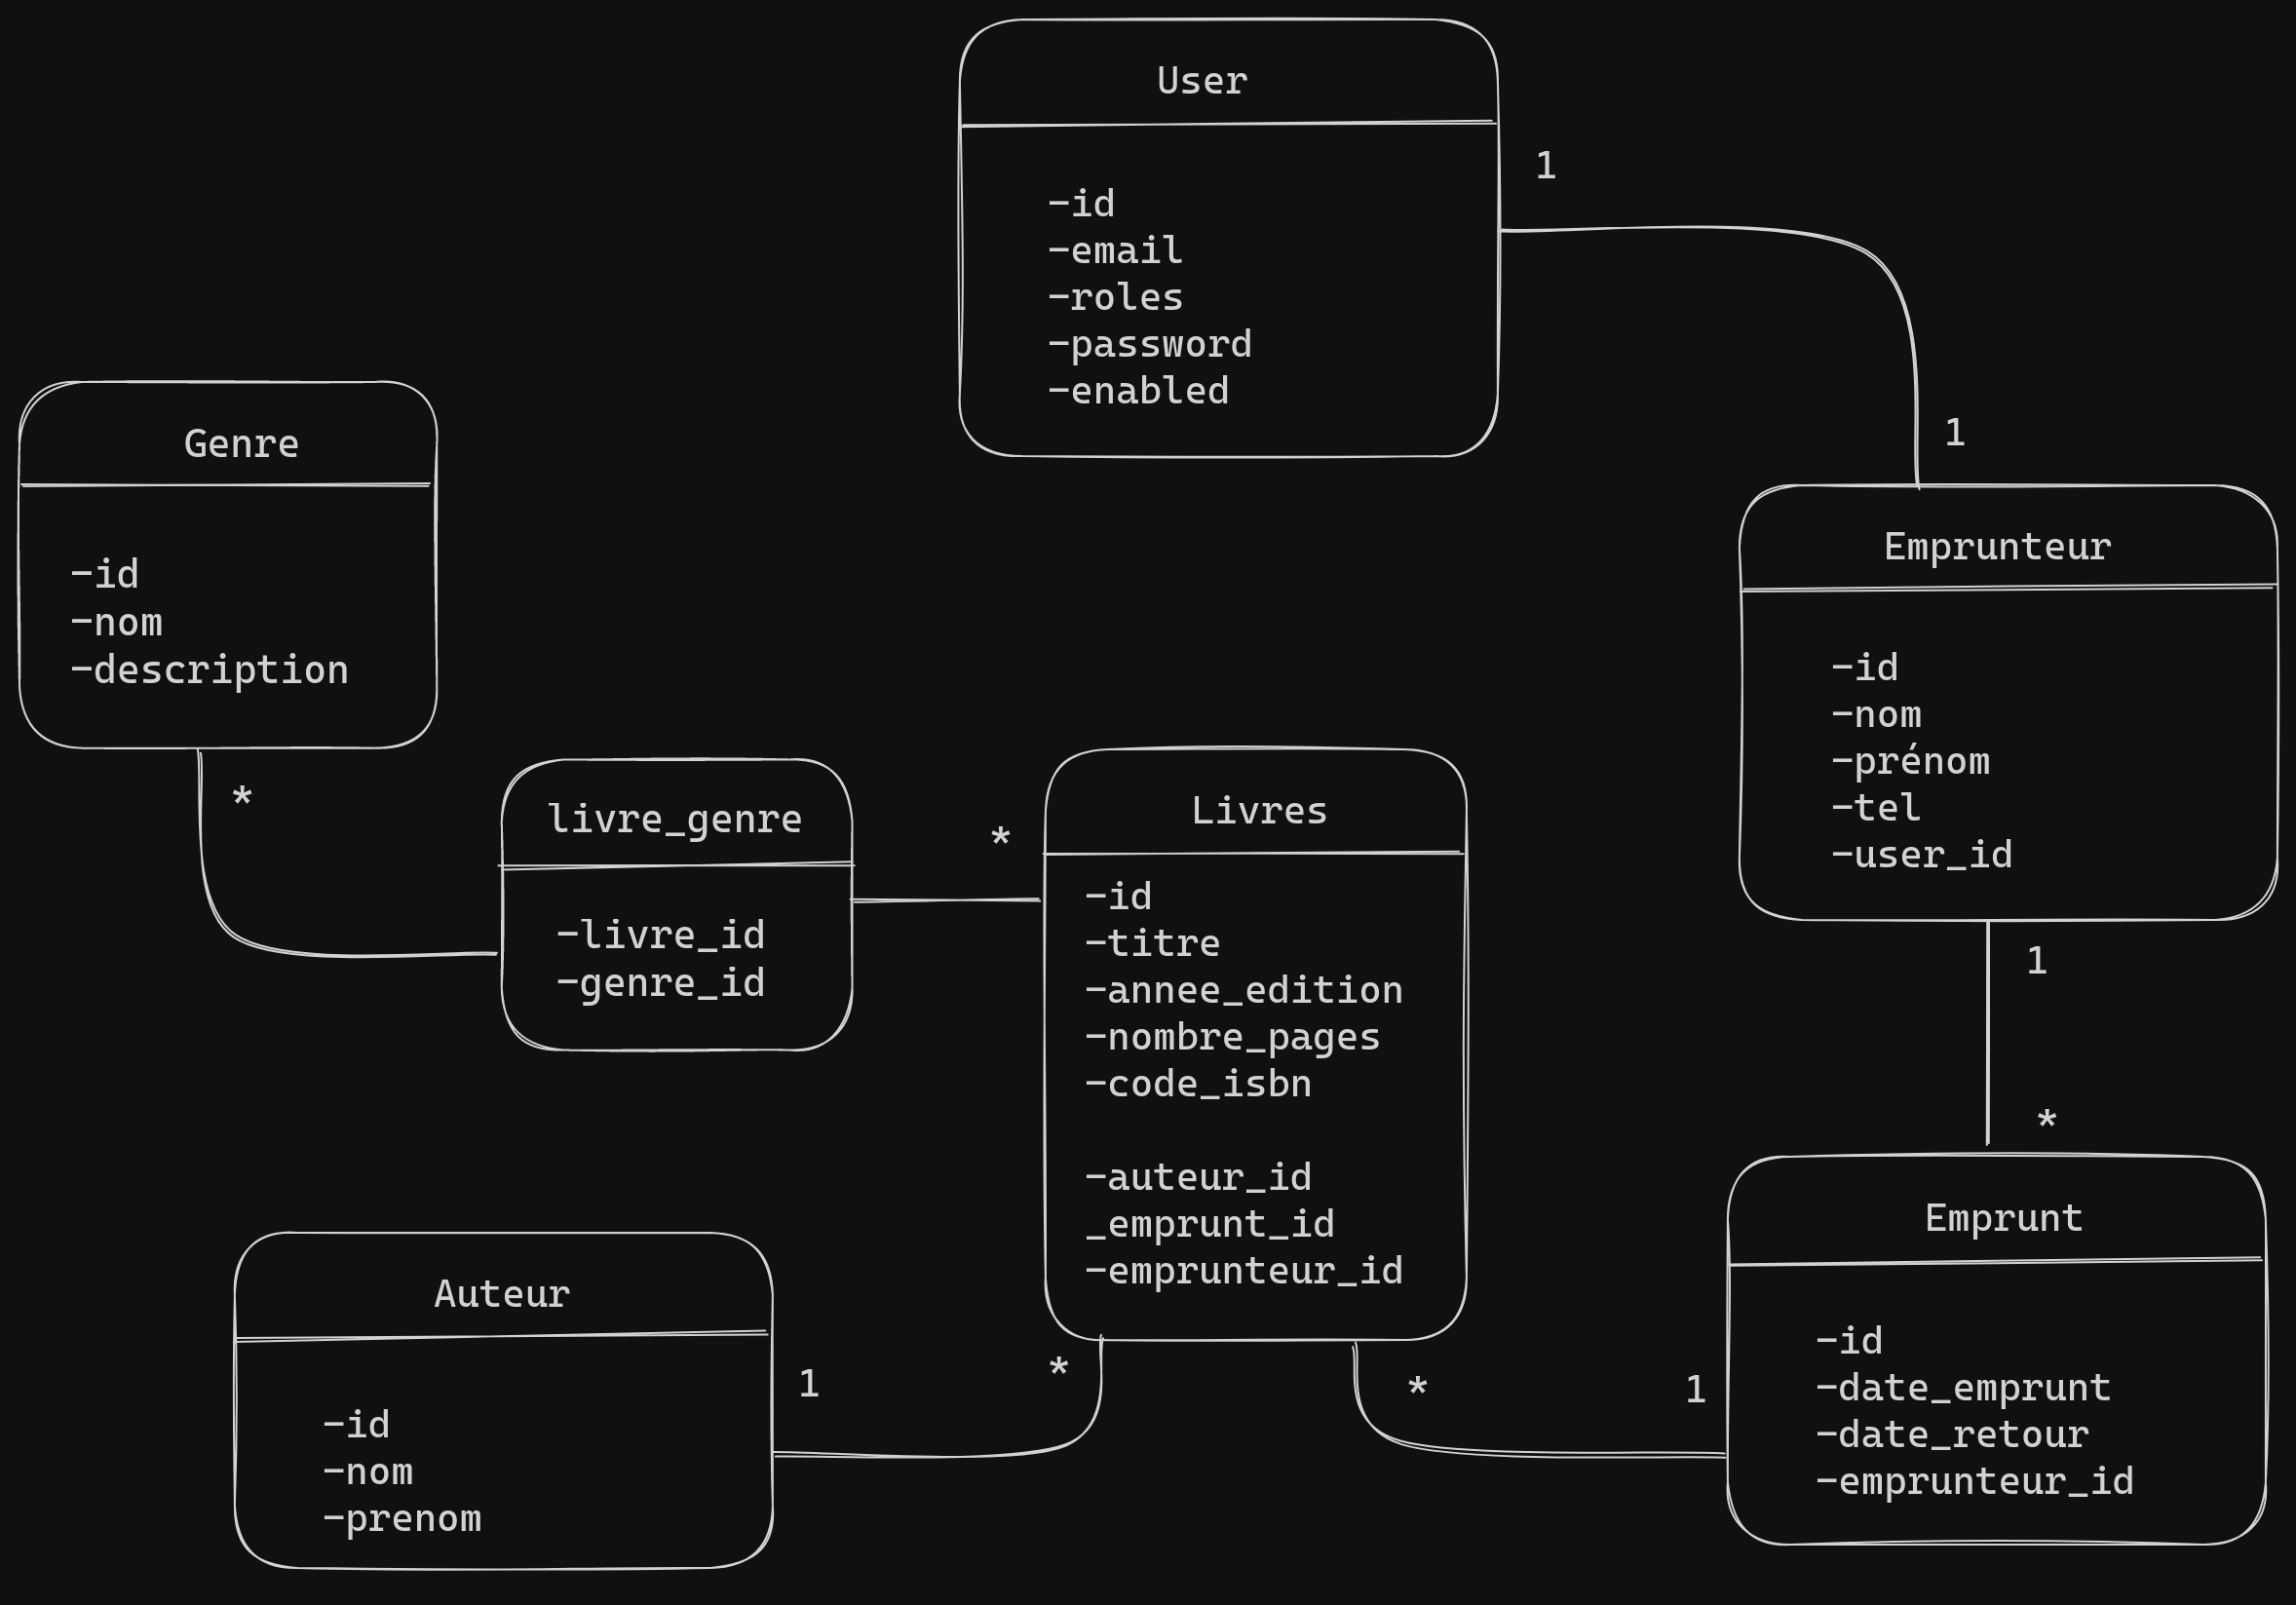 User
-id
-email
-roles
-password
-enabled
1
1
Genre
-id
-nom
-description
*
Emprunteur
-id
-nom
-prénom
-tel
-user_id
1
*
livre_genre
-livre_id
-genre_id
*
Livres
-id
-titre
-annee_edition
-nombre_pages
-code_isbn
-auteur_id
_emprunt_id
-emprunteur_id
*
*
1
Auteur
-id
-nom
-prenom
1
Emprunt
-id
-date_emprunt
-date_retour
-emprunteur_id